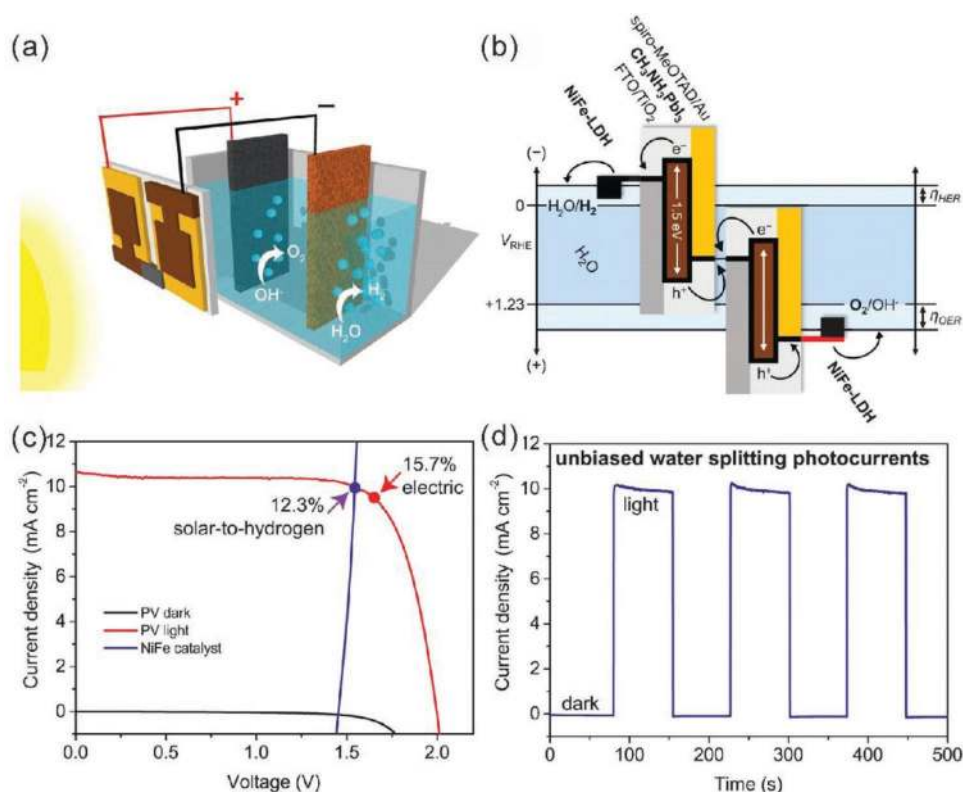 (a)
+
−
O₂
OH⁻
H₂
H₂O
(b)
spiro-MeOTAD/Au
CH₃NH₃PbI₃
FTO/TiO₂
NiFe-LDH
(−)
e⁻
ηHER
H₂O/H₂
0
1.5 eV
e⁻
VRHE
H₂O
h⁺
+1.23
O₂/OH⁻
ηOER
(+)
h⁺
NiFe-LDH
(c)
12
10
8
6
4
2
0
Current density (mA cm⁻²)
15.7%
electric
12.3%
solar-to-hydrogen
PV dark
PV light
NiFe catalyst
0.0 0.5 1.0 1.5 2.0
Voltage (V)
(d)
12
10
8
6
4
2
0
Current density (mA cm⁻²)
unbiased water splitting photocurrents
light
dark
0 100 200 300 400 500
Time (s)